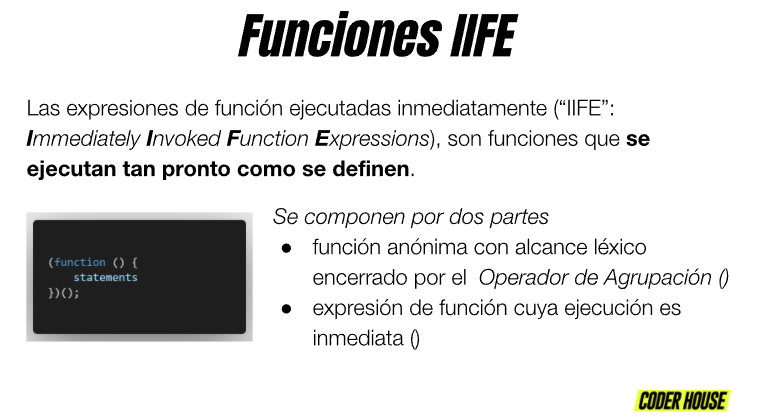 Funciones IIFE
Las expresiones de función ejecutadas inmediatamente (“IIFE”:
Immediately Invoked Function Expressions), son funciones que se
ejecutan tan pronto como se definen.
(function () {
statements
})();
Se componen por dos partes
● función anónima con alcance léxico
encerrado por el Operador de Agrupación ()
● expresión de función cuya ejecución es
inmediata ()
CODER HOUSE